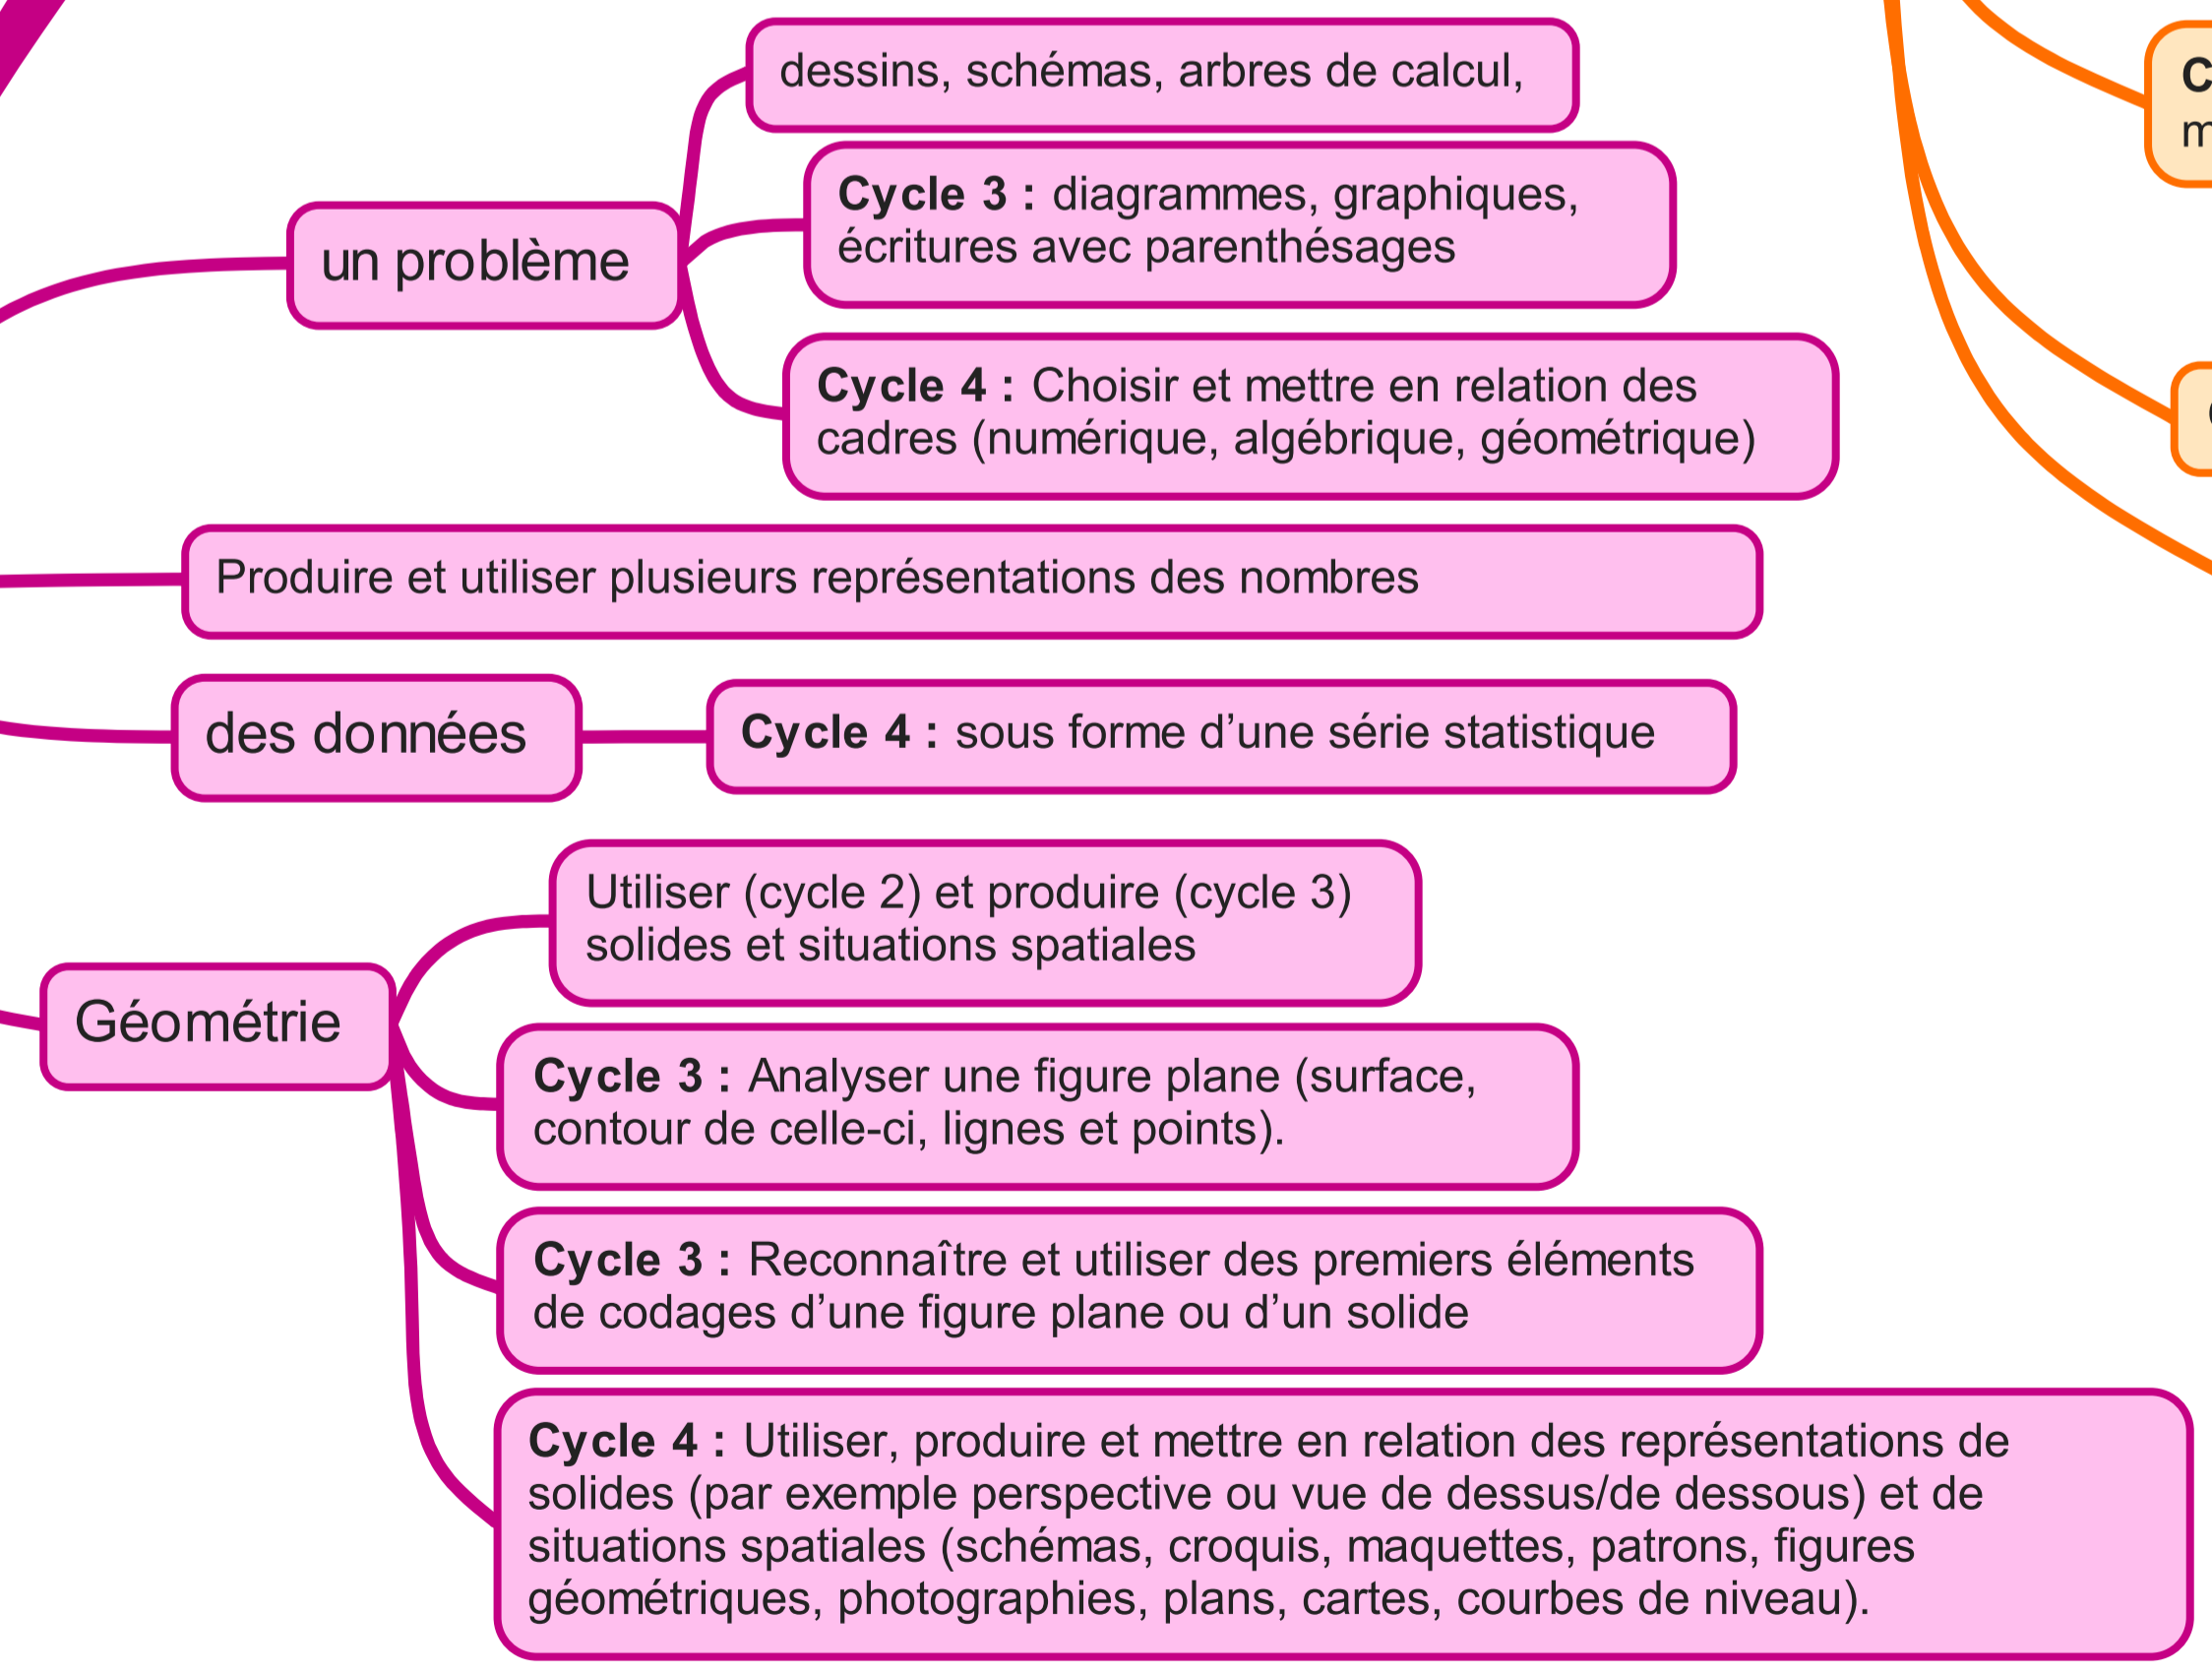 dessins, schémas, arbres de calcul,
Cycle 3 : diagrammes, graphiques,
écritures avec parenthésages
un problème
Cycle 4 : Choisir et mettre en relation des
cadres (numérique, algébrique, géométrique)
Produire et utiliser plusieurs représentations des nombres
des données
Cycle 4 : sous forme d’une série statistique
Utiliser (cycle 2) et produire (cycle 3)
solides et situations spatiales
Géométrie
Cycle 3 : Analyser une figure plane (surface,
contour de celle-ci, lignes et points).
Cycle 3 : Reconnaître et utiliser des premiers éléments
de codages d’une figure plane ou d’un solide
Cycle 4 : Utiliser, produire et mettre en relation des représentations de
solides (par exemple perspective ou vue de dessus/de dessous) et de
situations spatiales (schémas, croquis, maquettes, patrons, figures
géométriques, photographies, plans, cartes, courbes de niveau).